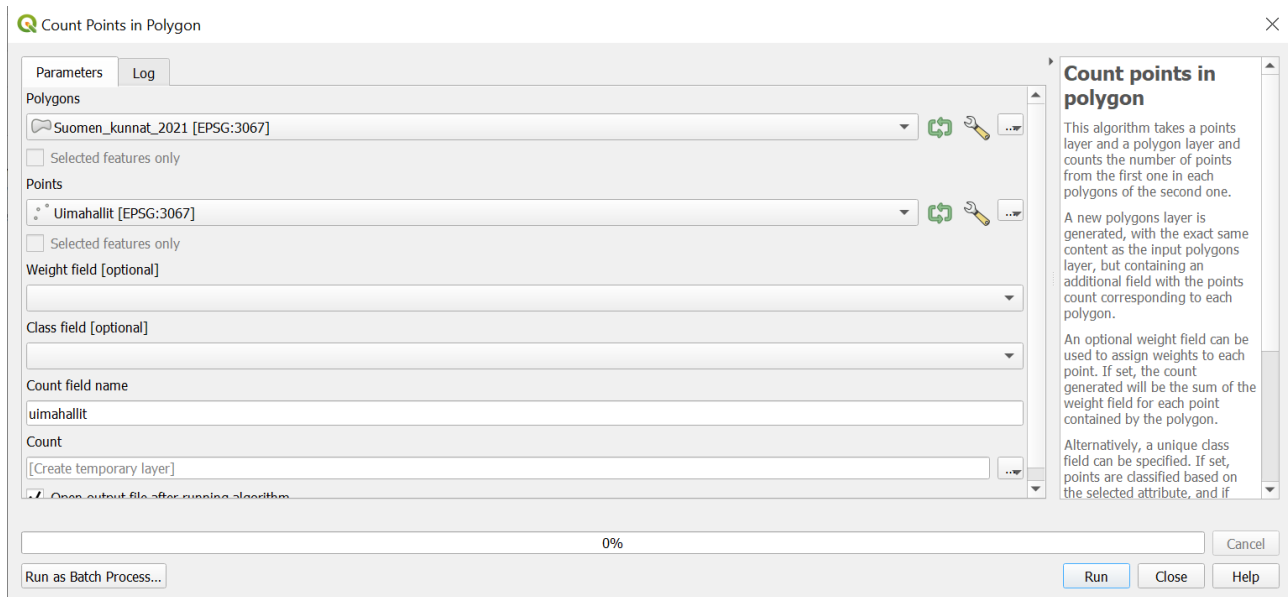 Count Points in Polygon
Parameters
Log
Polygons
Suomen_kunnat_2021 [EPSG:3067]
Selected features only
Points
Uimahallit [EPSG:3067]
Selected features only
Weight field [optional]
Class field [optional]
Count field name
uimahallit
Count
[Create temporary layer]
Open output file after running algorithm
Count points in
polygon
This algorithm takes a points
layer and a polygon layer and
counts the number of points
from the first one in each
polygons of the second one.
A new polygons layer is
generated, with the exact same
content as the input polygons
layer, but containing an
additional field with the points
count corresponding to each
polygon.
An optional weight field can be
used to assign weights to each
point. If set, the count
generated will be the sum of the
weight field for each point
contained by the polygon.
Alternatively, a unique class
field can be specified. If set,
points are classified based on
the selected attribute, and if
0%
Cancel
Run as Batch Process...
Run
Close
Help